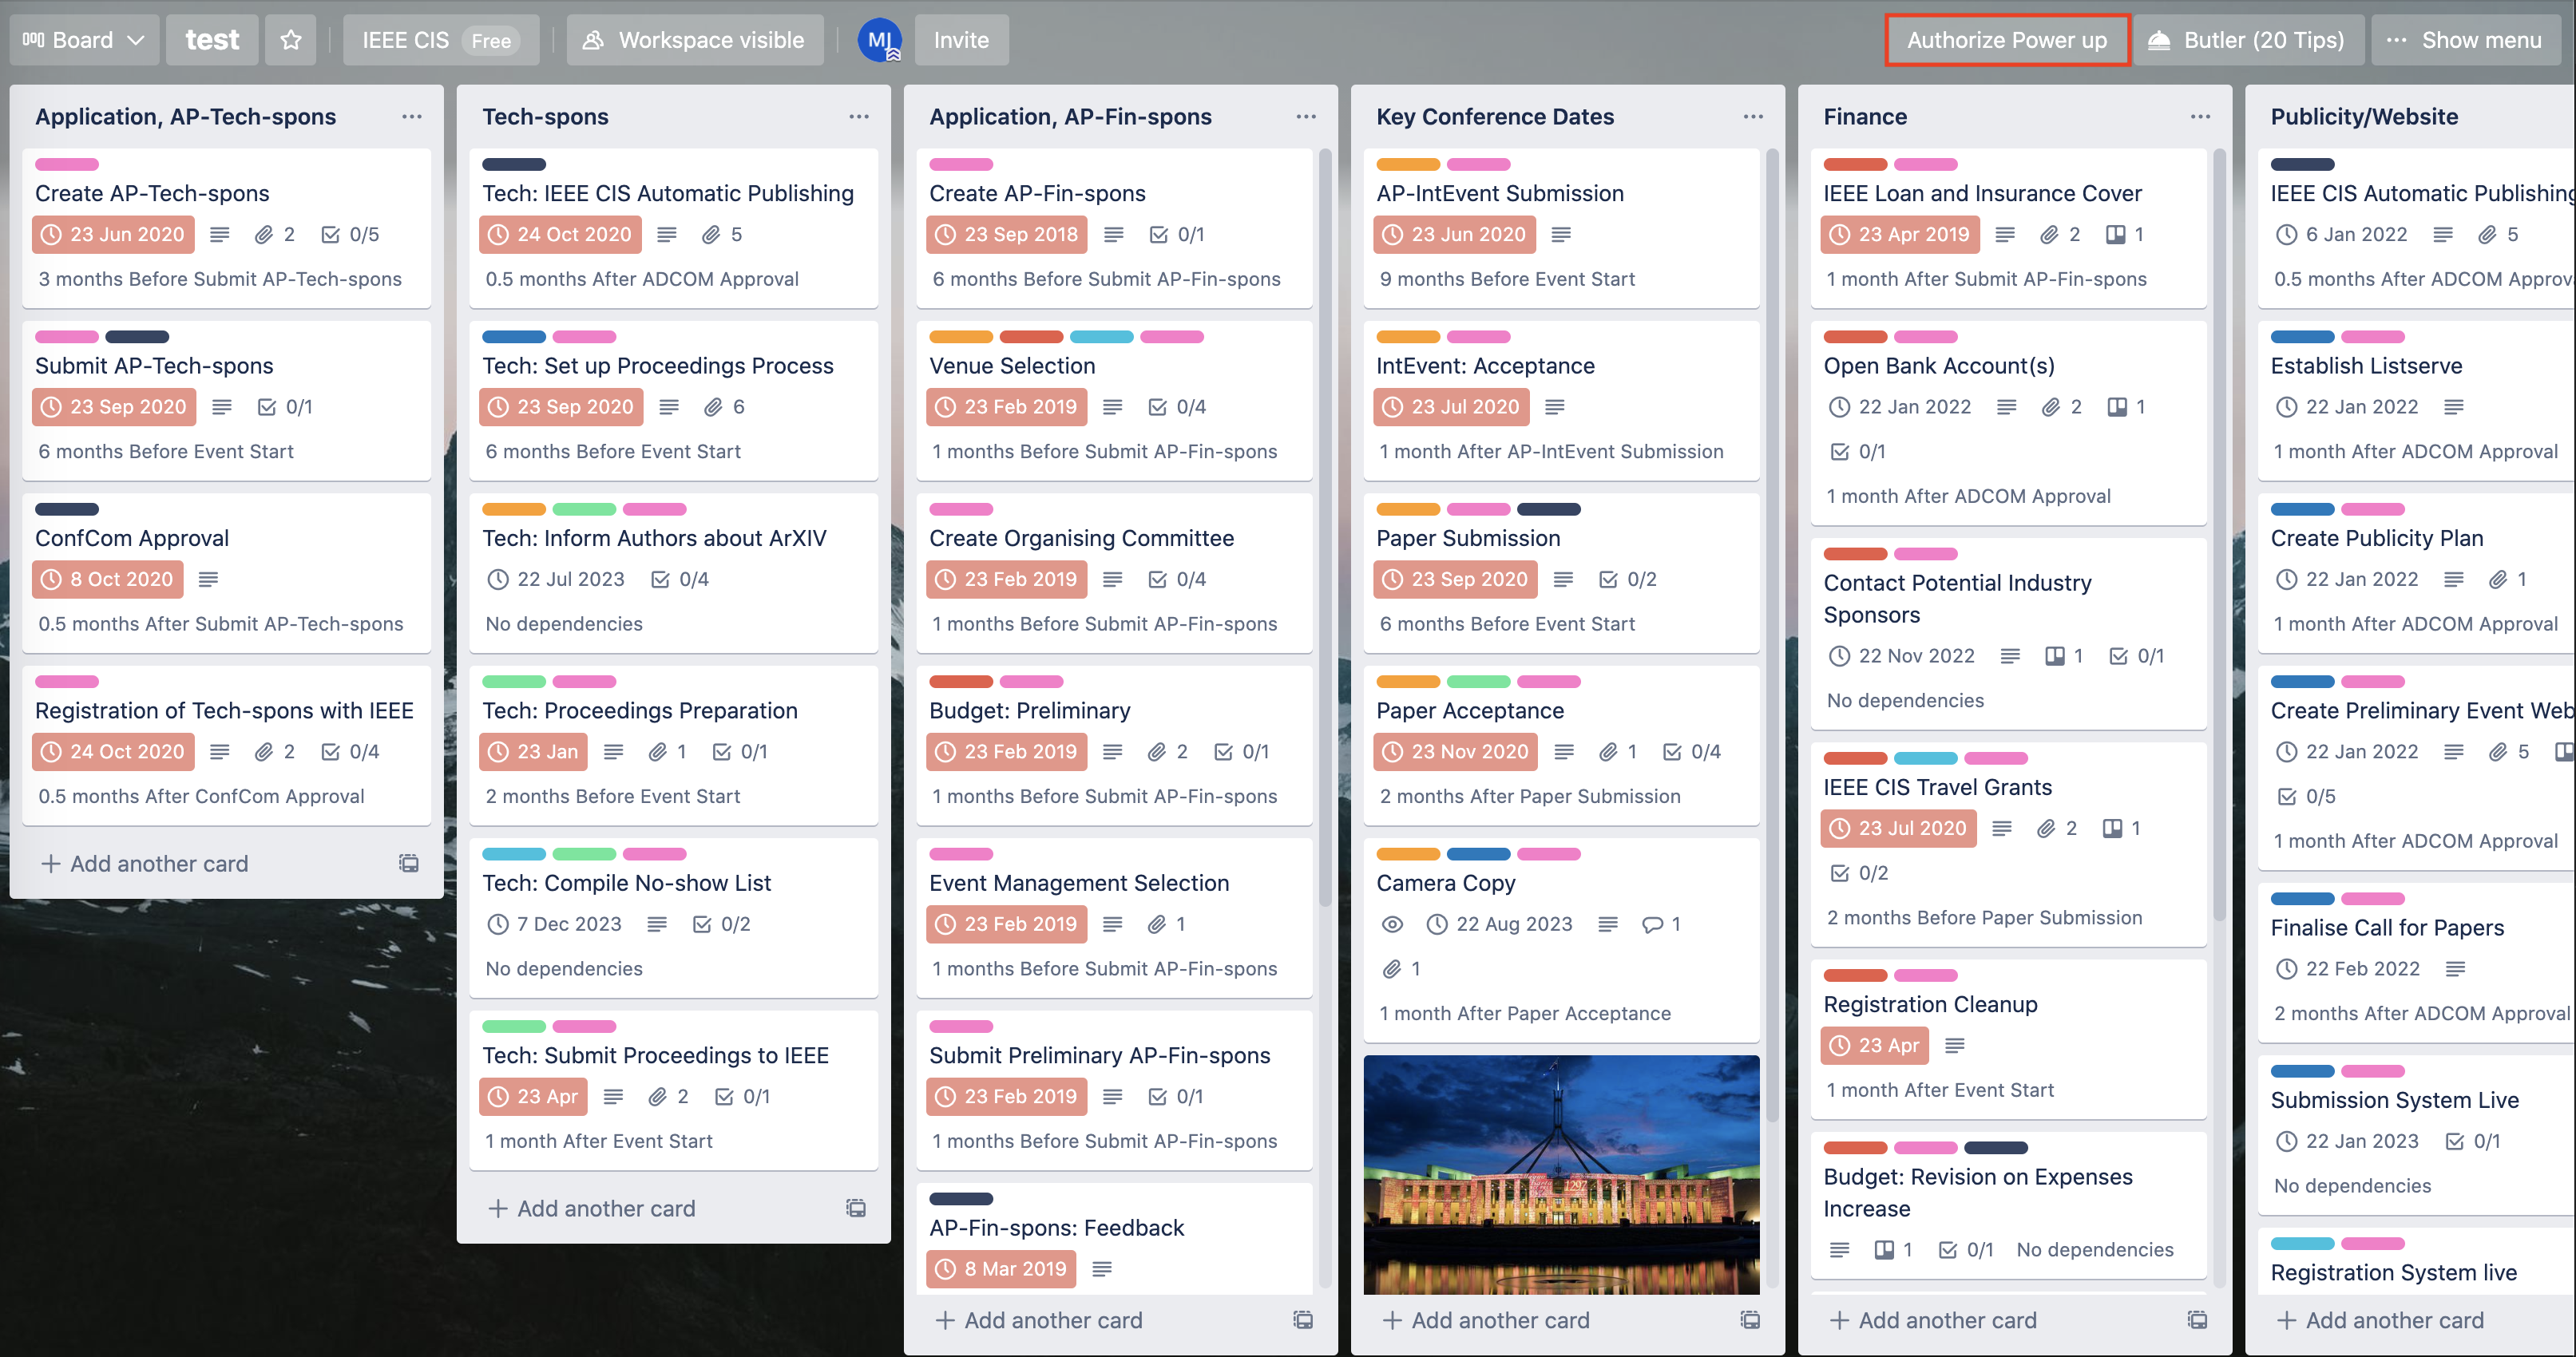 Board
test
IEEE CIS Free
Workspace visible
MJ
Invite
Authorize Power up
Butler (20 Tips)
Show menu
Application, AP-Tech-spons
Create AP-Tech-spons
23 Jun 2020 2 0/5
3 months Before Submit AP-Tech-spons
Submit AP-Tech-spons
23 Sep 2020 0/1
6 months Before Event Start
ConfCom Approval
8 Oct 2020
0.5 months After Submit AP-Tech-spons
Registration of Tech-spons with IEEE
24 Oct 2020 2 0/4
0.5 months After ConfCom Approval
+ Add another card
Tech-spons
Tech: IEEE CIS Automatic Publishing
24 Oct 2020 5
0.5 months After ADCOM Approval
Tech: Set up Proceedings Process
23 Sep 2020 6
6 months Before Event Start
Tech: Inform Authors about ArXIV
22 Jul 2023 0/4
No dependencies
Tech: Proceedings Preparation
23 Jan 1 0/1
2 months Before Event Start
Tech: Compile No-show List
7 Dec 2023 0/2
No dependencies
Tech: Submit Proceedings to IEEE
23 Apr 2 0/1
1 month After Event Start
+ Add another card
Application, AP-Fin-spons
Create AP-Fin-spons
23 Sep 2018 0/1
6 months Before Submit AP-Fin-spons
Venue Selection
23 Feb 2019 0/4
1 months Before Submit AP-Fin-spons
Create Organising Committee
23 Feb 2019 0/4
1 months Before Submit AP-Fin-spons
Budget: Preliminary
23 Feb 2019 2 0/1
1 months Before Submit AP-Fin-spons
Event Management Selection
23 Feb 2019 1
1 months Before Submit AP-Fin-spons
Submit Preliminary AP-Fin-spons
23 Feb 2019 0/1
1 months Before Submit AP-Fin-spons
AP-Fin-spons: Feedback
8 Mar 2019
+ Add another card
Key Conference Dates
AP-IntEvent Submission
23 Jun 2020
9 months Before Event Start
IntEvent: Acceptance
23 Jul 2020
1 month After AP-IntEvent Submission
Paper Submission
23 Sep 2020 0/2
6 months Before Event Start
Paper Acceptance
23 Nov 2020 1 0/4
2 months After Paper Submission
Camera Copy
22 Aug 2023 1
1
1 month After Paper Acceptance
1297
+ Add another card
Finance
IEEE Loan and Insurance Cover
23 Apr 2019 2 1
1 month After Submit AP-Fin-spons
Open Bank Account(s)
22 Jan 2022 2 1
0/1
1 month After ADCOM Approval
Contact Potential Industry
Sponsors
22 Nov 2022 1 0/1
No dependencies
IEEE CIS Travel Grants
23 Jul 2020 2 1
0/2
2 months Before Paper Submission
Registration Cleanup
23 Apr
1 month After Event Start
Budget: Revision on Expenses
Increase
1 0/1 No dependencies
+ Add another card
Publicity/Website
IEEE CIS Automatic Publishing
6 Jan 2022 5
0.5 months After ADCOM Approv
Establish Listserve
22 Jan 2022
1 month After ADCOM Approval
Create Publicity Plan
22 Jan 2022 1
1 month After ADCOM Approval
Create Preliminary Event Web
22 Jan 2022 5
0/5
1 month After ADCOM Approval
Finalise Call for Papers
22 Feb 2022
2 months After ADCOM Approval
Submission System Live
22 Jan 2023 0/1
No dependencies
Registration System live
+ Add another card